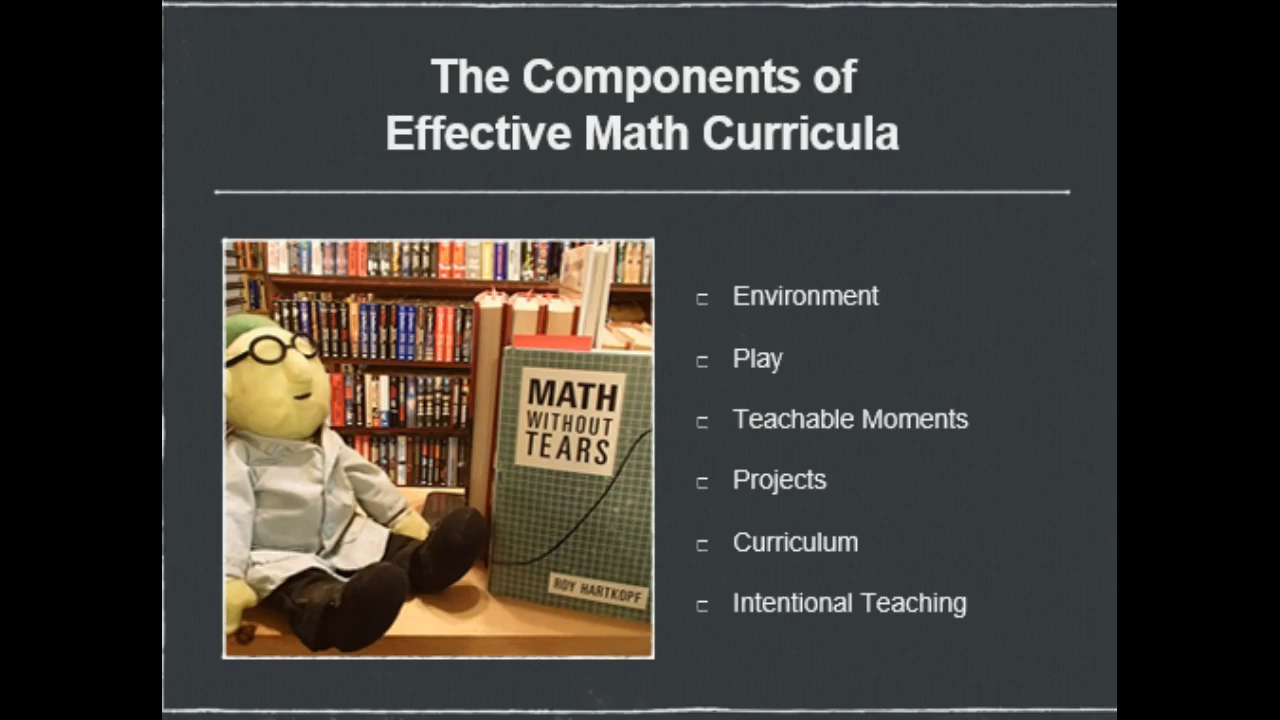 The Components of
Effective Math Curricula
MATH
WITHOUT
TEARS
ROY HARTKOPF
Environment
Play
Teachable Moments
Projects
Curriculum
Intentional Teaching